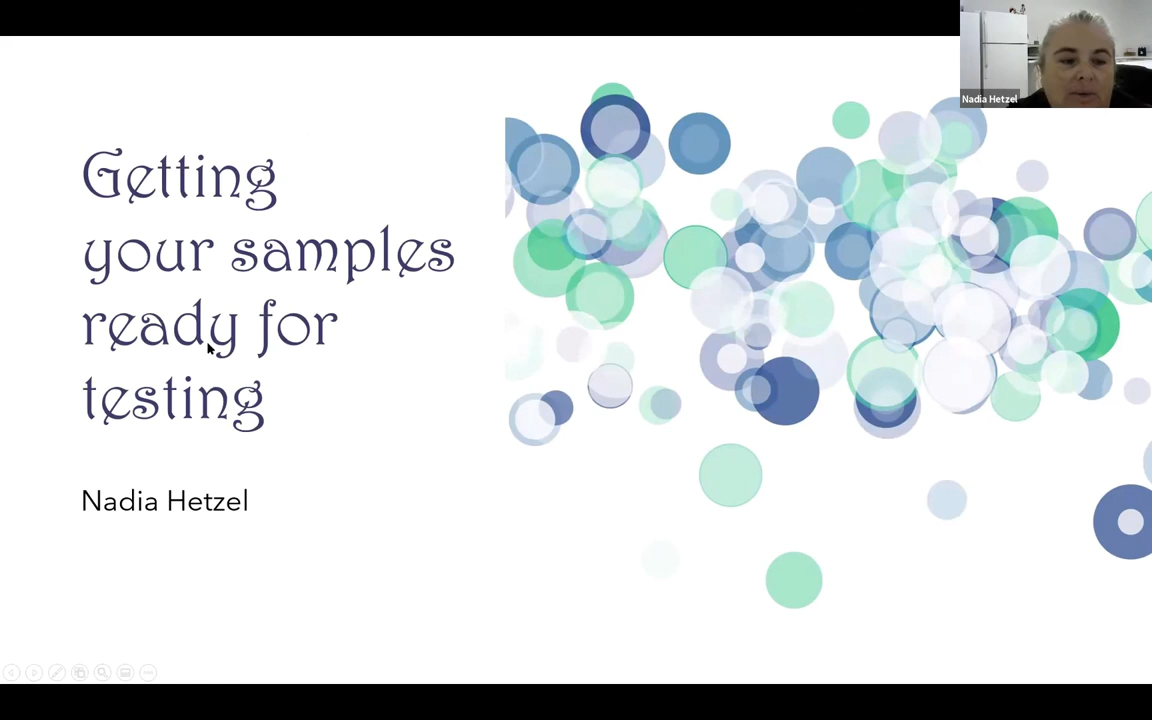 Getting
your samples
ready for
testing
Nadia Hetzel
Nadia Hetzel